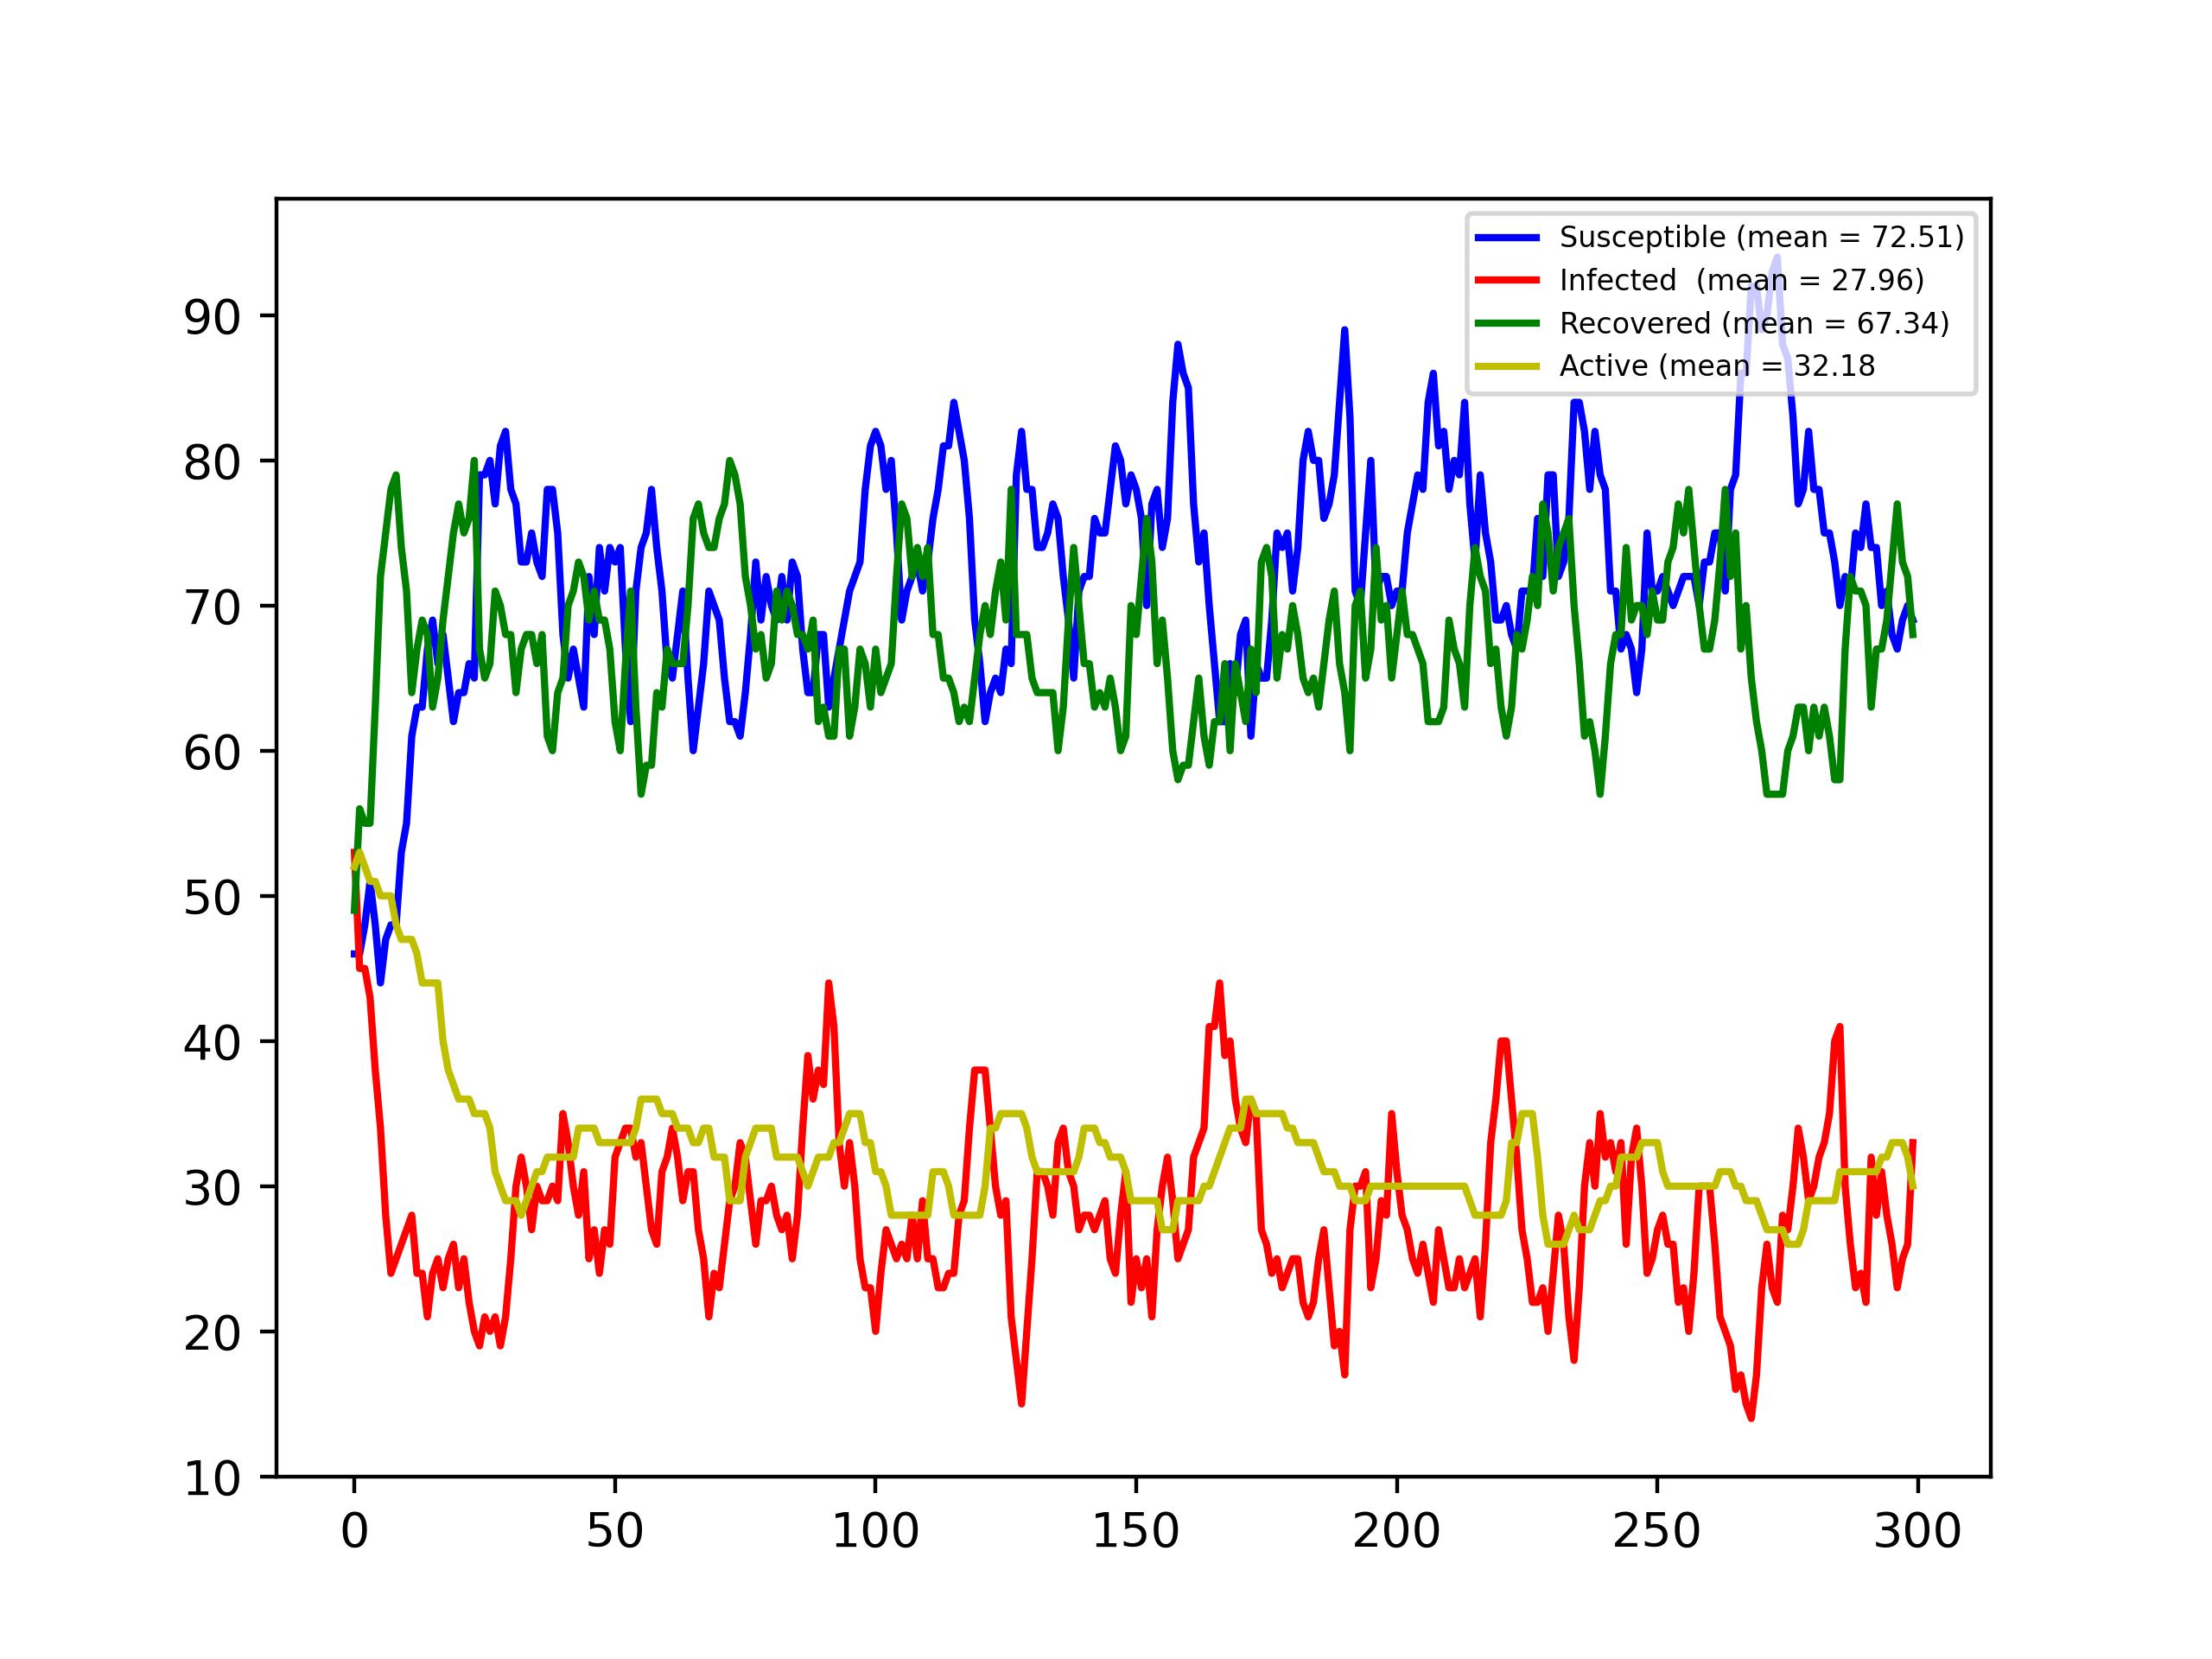 Susceptible (mean = 72.51)
Infected  (mean = 27.96)
Recovered (mean = 67.34)
Active (mean = 32.18
90
80
70
60
50
40
30
20
10
0 50 100 150 200 250 300